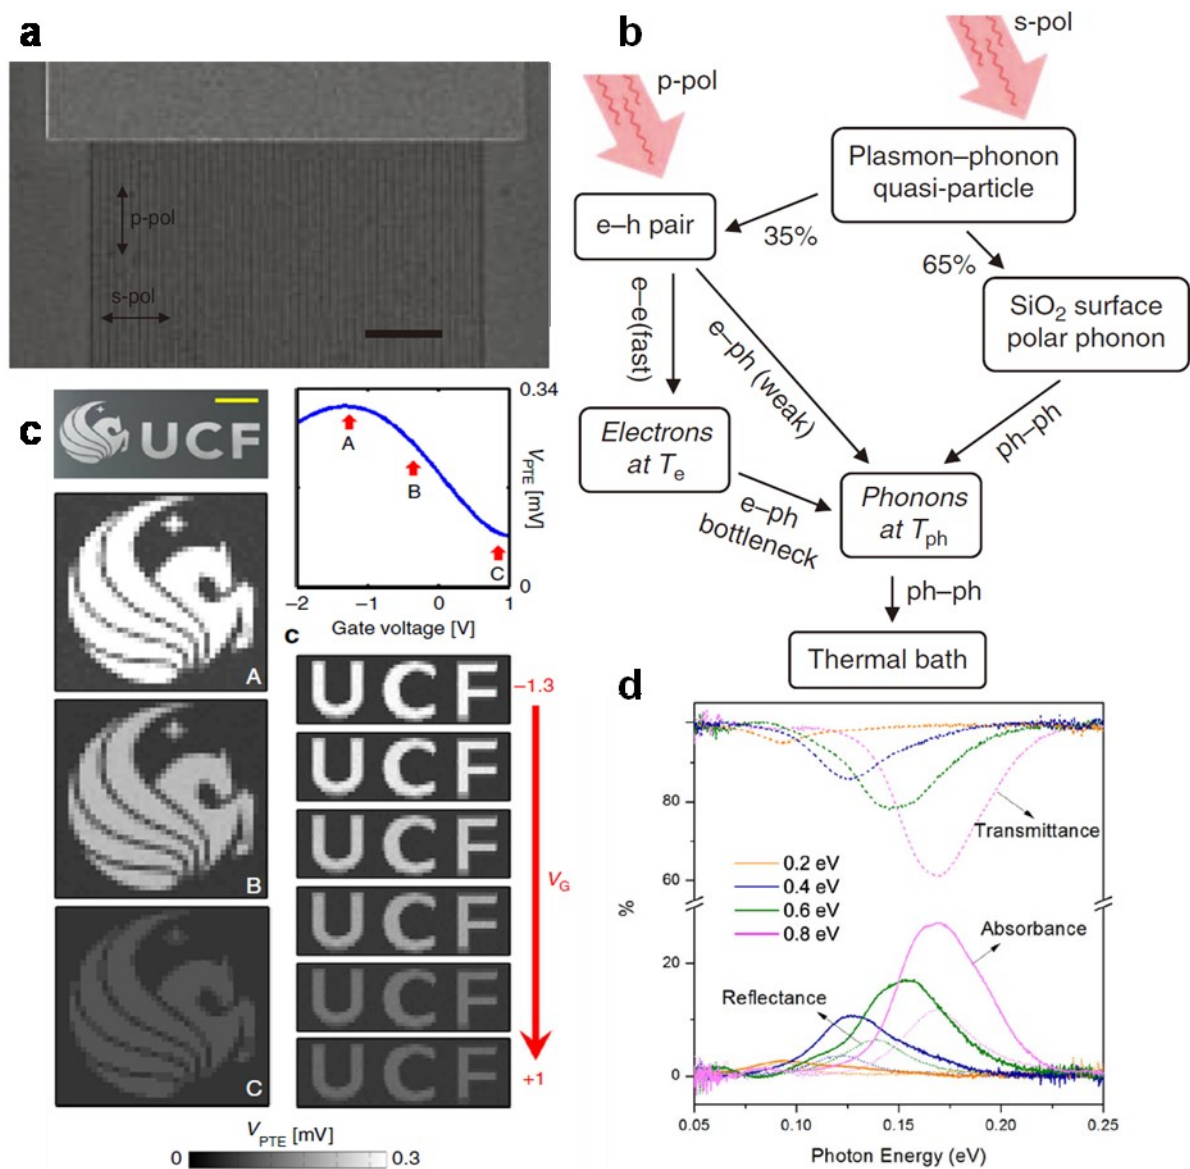 a
p-pol
s-pol
b
p-pol
s-pol
Plasmon–phonon
quasi-particle
e–h pair
35%
65%
SiO2 surface
polar phonon
e–e(fast)
e–ph (weak)
ph–ph
Electrons
at Te
e–ph
bottleneck
Phonons
at Tph
ph–ph
Thermal bath
c
UCF
A
B
C
0.34
VPTE [mV]
0
A
B
C
−2
−1
0
1
Gate voltage [V]
c
UCF
UCF
UCF
UCF
UCF
UCF
−1.3
VG
+1
VPTE [mV]
0
0.3
d
80
60
%
20
0
Transmittance
0.2 eV
0.4 eV
0.6 eV
0.8 eV
Absorbance
Reflectance
0.05
0.10
0.15
0.20
0.25
Photon Energy (eV)